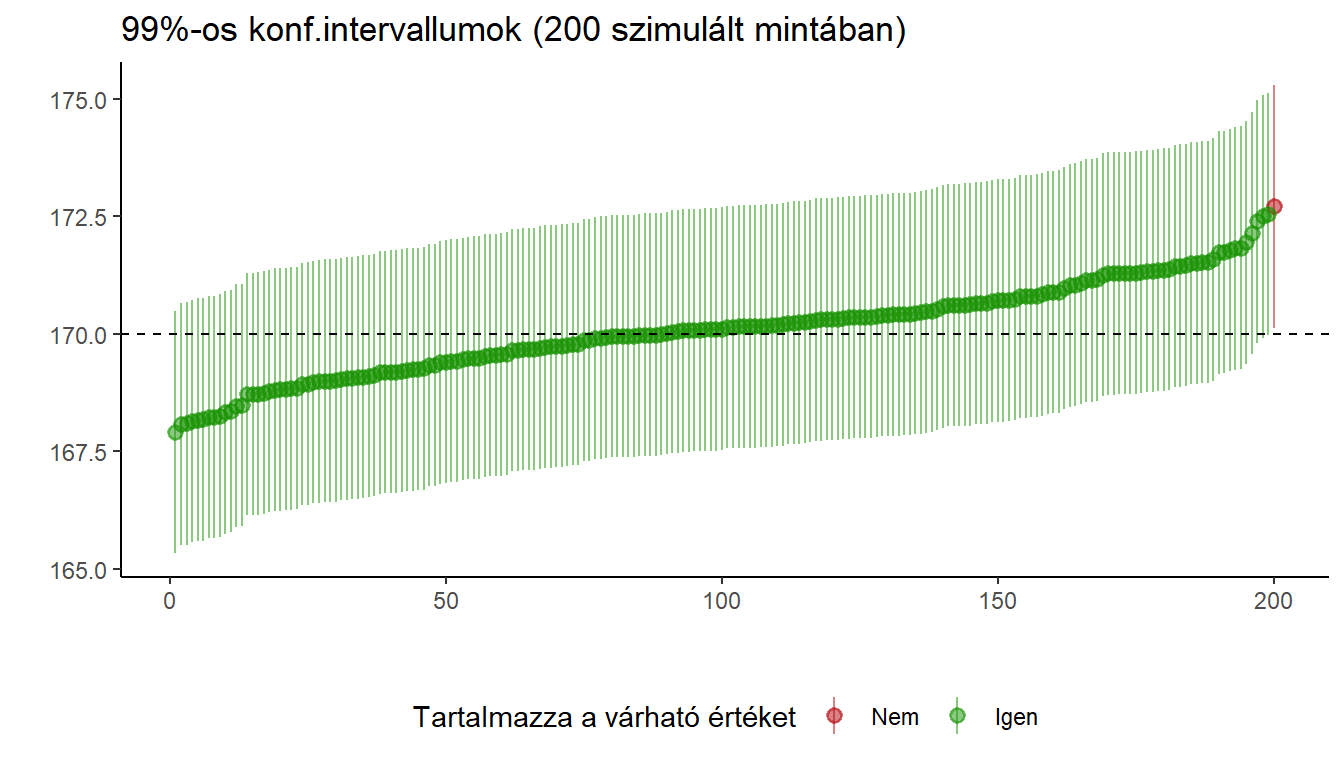 99%-os konf.intervallumok (200 szimulált mintában)
175.0
172.5
170.0
167.5
165.0
0 50 100 150 200
Tartalmazza a várható értéket Nem Igen